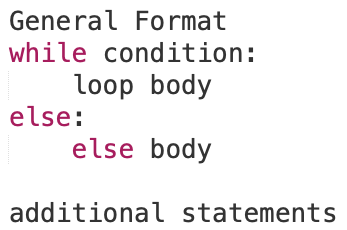 General Format
while condition:
    loop body
else:
    else body

additional statements